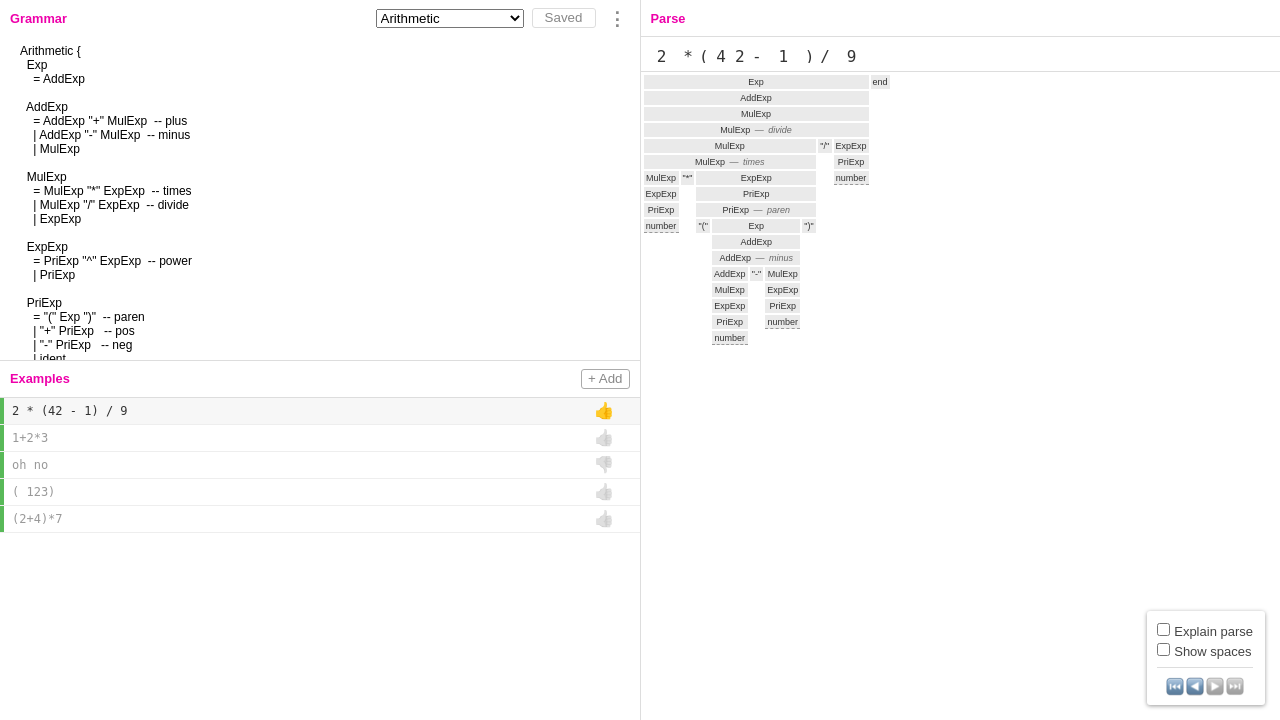 Grammar
Arithmetic
Saved
Arithmetic {
Exp
= AddExp
AddExp
= AddExp "+" MulExp -- plus
| AddExp "-" MulExp -- minus
| MulExp
MulExp
= MulExp "*" ExpExp -- times
| MulExp "/" ExpExp -- divide
| ExpExp
ExpExp
= PriExp "^" ExpExp -- power
| PriExp
PriExp
= "(" Exp ")" -- paren
| "+" PriExp -- pos
| "-" PriExp -- neg
| ident
Examples
+ Add
2 * (42 - 1) / 9
1+2*3
oh no
( 123)
(2+4)*7
Parse
2 * ( 4 2 - 1 ) / 9
Exp end
AddExp
MulExp
MulExp — divide
MulExp "/" ExpExp
MulExp — times PriExp
MulExp "*" ExpExp number
ExpExp PriExp
PriExp PriExp — paren
number "(" Exp ")"
AddExp
AddExp — minus
AddExp "-" MulExp
MulExp ExpExp
ExpExp PriExp
PriExp number
number
Explain parse
Show spaces